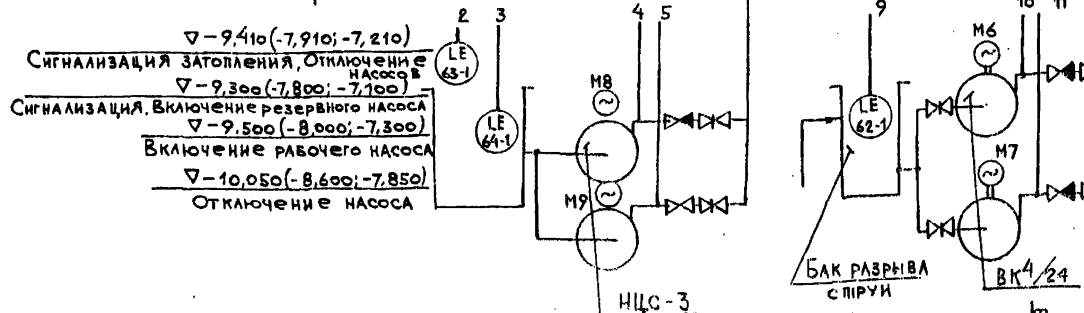 2 3 4 5 9 10 11
∇-9,410(-7,910; -7,210)
Сигнализация затопления, Отключение
насосов
∇-9,300(-7,800; -7,100)
Сигнализация, Включение резервного насоса
∇-9,500(-8,000; -7,300)
Включение рабочего насоса
∇-10,050(-8,600; -7,850)
Отключение насоса
LE
63-1
LE
64-1
M8
~
M9
~
НЦС-3
LE
62-1
M6
~
M7
~
Бак разрыва
струи
ВК4/24